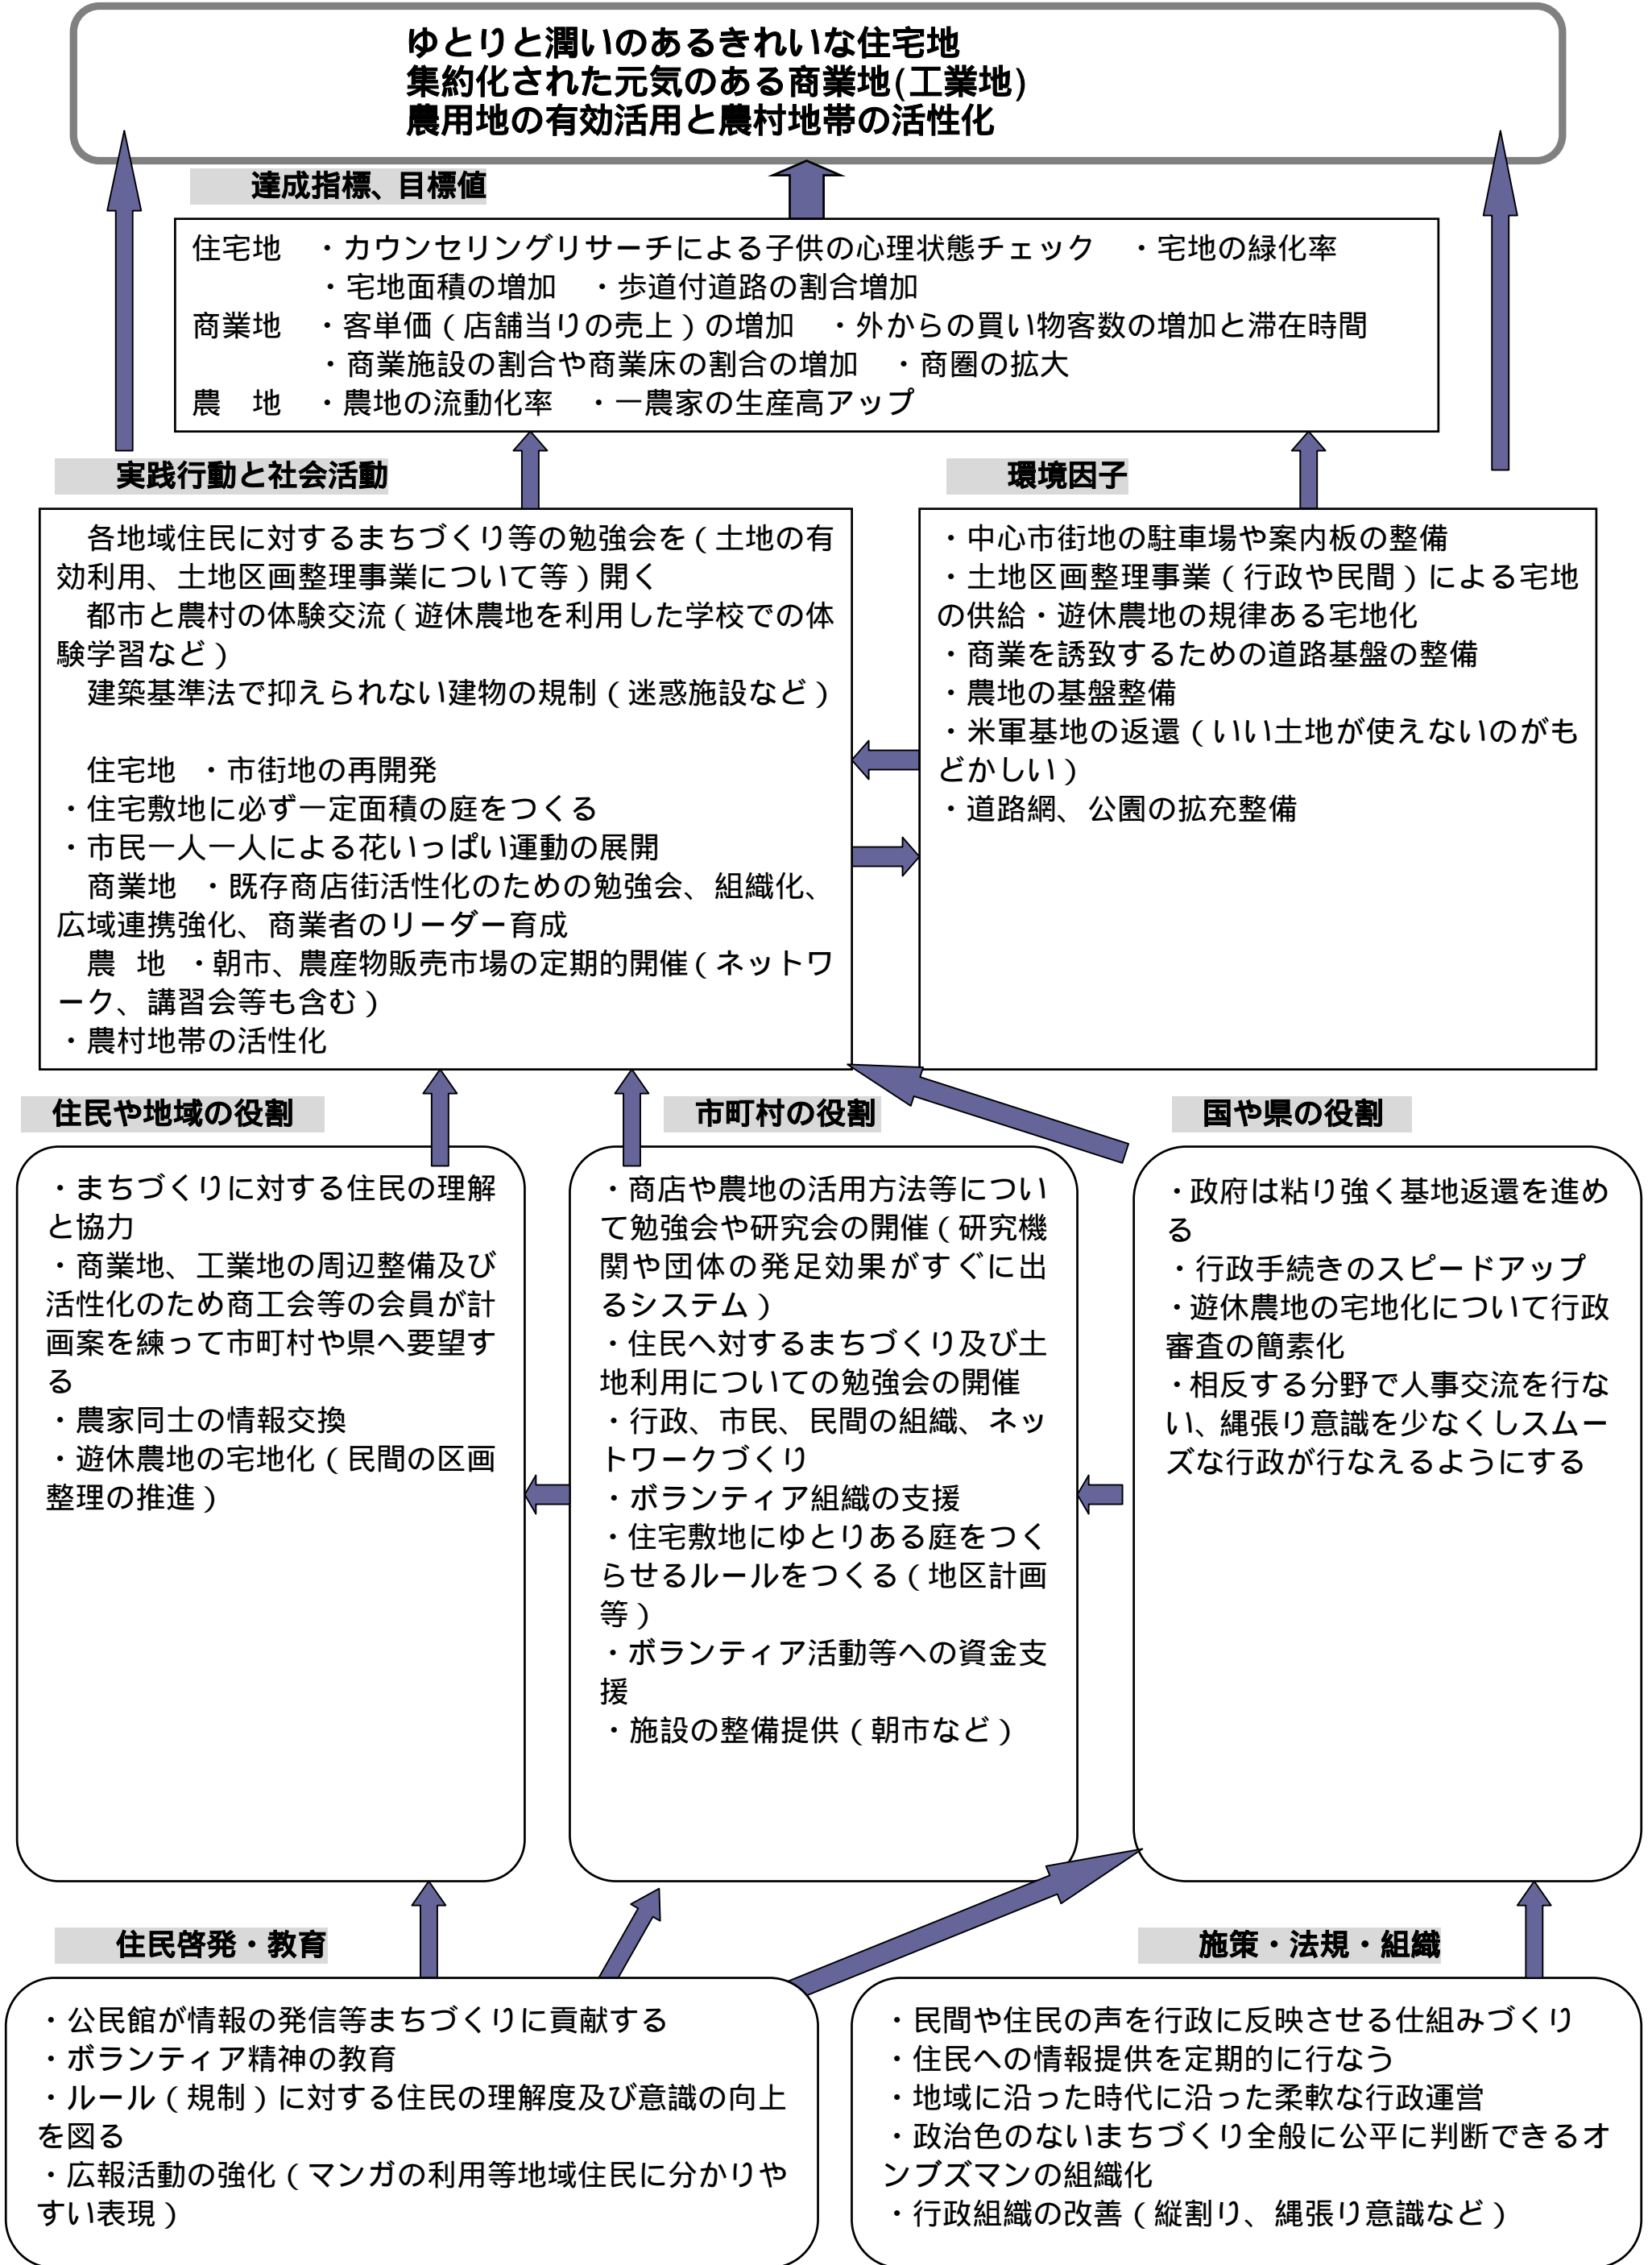 ゆとりと潤いのあるきれいな住宅地
集約化された元気のある商業地(工業地)
農用地の有効活用と農村地帯の活性化
達成指標、目標値
住宅地　・カウンセリングリサーチによる子供の心理状態チェック　・宅地の緑化率
・宅地面積の増加　・歩道付道路の割合増加
商業地　・客単価（店舗当りの売上）の増加　・外からの買い物客数の増加と滞在時間
・商業施設の割合や商業床の割合の増加　・商圏の拡大
農　地　・農地の流動化率　・一農家の生産高アップ
実践行動と社会活動
各地域住民に対するまちづくり等の勉強会を（土地の有
効利用、土地区画整理事業について等）開く
都市と農村の体験交流（遊休農地を利用した学校での体
験学習など）
建築基準法で抑えられない建物の規制（迷惑施設など）
住宅地　・市街地の再開発
・住宅敷地に必ず一定面積の庭をつくる
・市民一人一人による花いっぱい運動の展開
商業地　・既存商店街活性化のための勉強会、組織化、
広域連携強化、商業者のリーダー育成
農　地　・朝市、農産物販売市場の定期的開催（ネットワ
ーク、講習会等も含む）
・農村地帯の活性化
環境因子
・中心市街地の駐車場や案内板の整備
・土地区画整理事業（行政や民間）による宅地
の供給・遊休農地の規律ある宅地化
・商業を誘致するための道路基盤の整備
・農地の基盤整備
・米軍基地の返還（いい土地が使えないのがも
どかしい）
・道路網、公園の拡充整備
住民や地域の役割
・まちづくりに対する住民の理解
と協力
・商業地、工業地の周辺整備及び
活性化のため商工会等の会員が計
画案を練って市町村や県へ要望す
る
・農家同士の情報交換
・遊休農地の宅地化（民間の区画
整理の推進）
市町村の役割
・商店や農地の活用方法等につい
て勉強会や研究会の開催（研究機
関や団体の発足効果がすぐに出
るシステム）
・住民へ対するまちづくり及び土
地利用についての勉強会の開催
・行政、市民、民間の組織、ネッ
トワークづくり
・ボランティア組織の支援
・住宅敷地にゆとりある庭をつく
らせるルールをつくる（地区計画
等）
・ボランティア活動等への資金支
援
・施設の整備提供（朝市など）
国や県の役割
・政府は粘り強く基地返還を進め
る
・行政手続きのスピードアップ
・遊休農地の宅地化について行政
審査の簡素化
・相反する分野で人事交流を行な
い、縄張り意識を少なくしスムー
ズな行政が行なえるようにする
住民啓発・教育
・公民館が情報の発信等まちづくりに貢献する
・ボランティア精神の教育
・ルール（規制）に対する住民の理解度及び意識の向上
を図る
・広報活動の強化（マンガの利用等地域住民に分かりや
すい表現）
施策・法規・組織
・民間や住民の声を行政に反映させる仕組みづくり
・住民への情報提供を定期的に行なう
・地域に沿った時代に沿った柔軟な行政運営
・政治色のないまちづくり全般に公平に判断できるオ
ンブズマンの組織化
・行政組織の改善（縦割り、縄張り意識など）